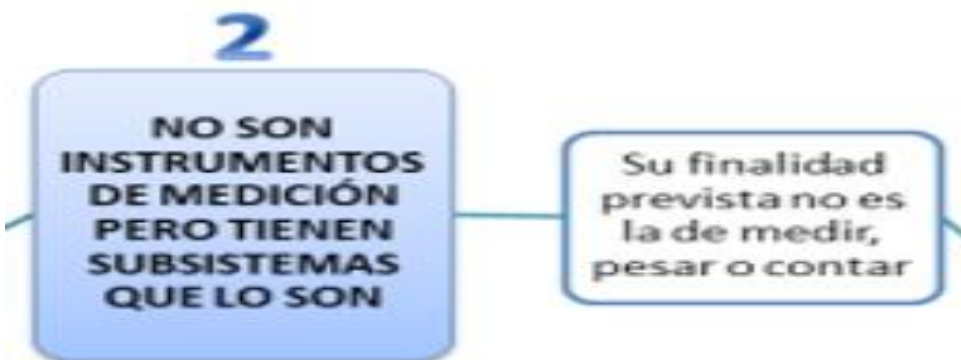 2
NO SON
INSTRUMENTOS
DE MEDICIÓN
PERO TIENEN
SUBSISTEMAS
QUE LO SON
Su finalidad
prevista no es
la de medir,
pesar o contar